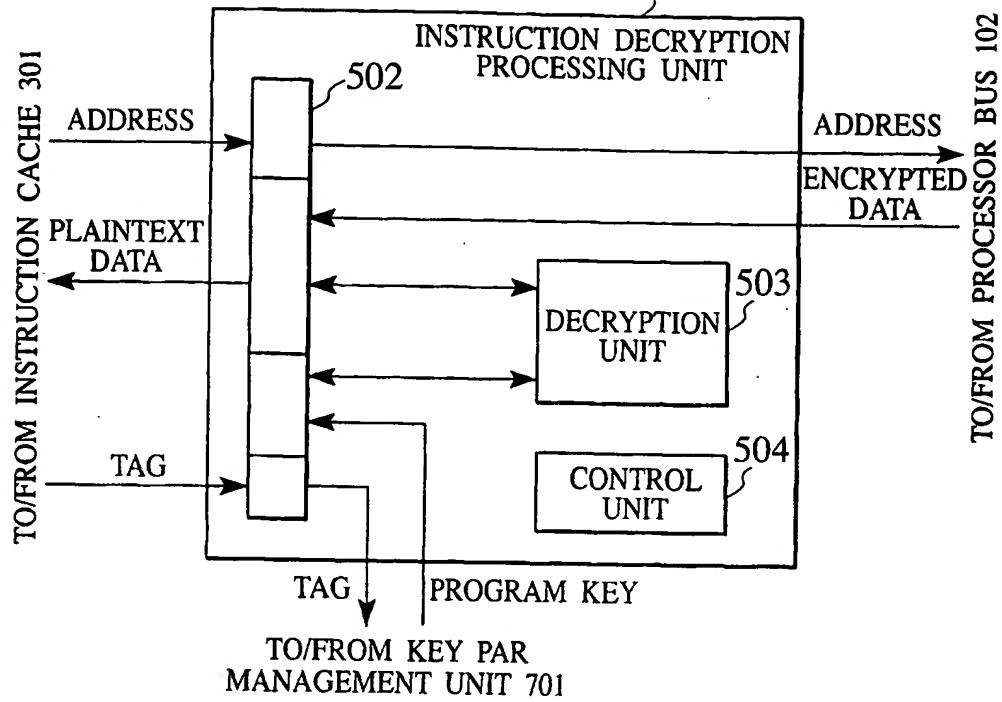 INSTRUCTION DECRYPTION
PROCESSING UNIT
502
TO/FROM INSTRUCTION CACHE 301
ADDRESS
PLAINTEXT
DATA
TAG
ADDRESS
ENCRYPTED
DATA
TO/FROM PROCESSOR BUS 102
503
DECRYPTION
UNIT
504
CONTROL
UNIT
TAG
PROGRAM KEY
TO/FROM KEY PAR
MANAGEMENT UNIT 701